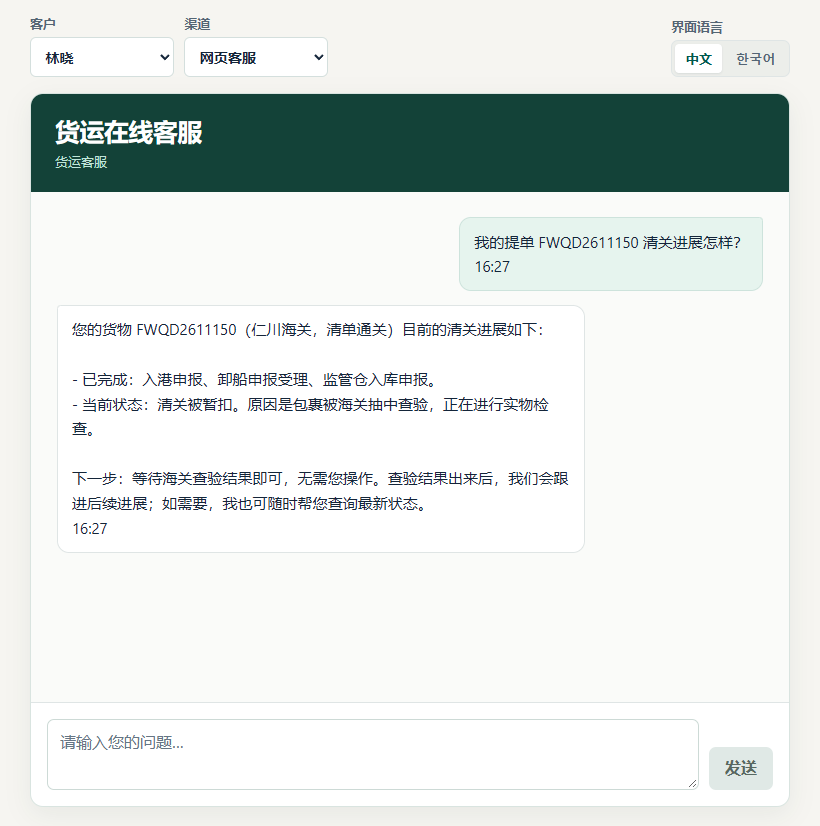 客户
渠道
界面语言
林晓
网页客服
中文
한국어
货运在线客服
货运客服
我的提单 FWQD2611150 清关进展怎样？
16:27
您的货物 FWQD2611150（仁川海关，清单通关）目前的清关进展如下：
- 已完成：入港申报、卸船申报受理、监管仓入库申报。
- 当前状态：清关被暂扣。原因是包裹被海关抽中查验，正在进行实物检
查。
下一步：等待海关查验结果即可，无需您操作。查验结果出来后，我们会跟
进后续进展；如需要，我也可随时帮您查询最新状态。
16:27
请输入您的问题...
发送